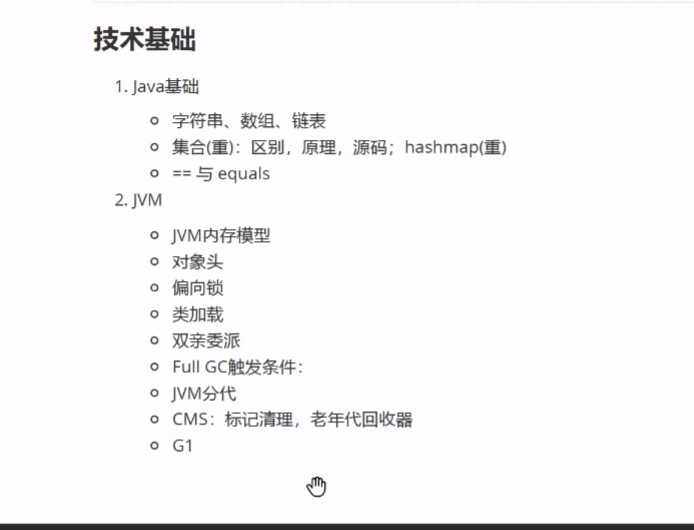 技术基础
1. Java基础
字符串、数组、链表
集合(重)：区别，原理，源码；hashmap(重)
== 与 equals
2. JVM
JVM内存模型
对象头
偏向锁
类加载
双亲委派
Full GC触发条件：
JVM分代
CMS：标记清理，老年代回收器
G1